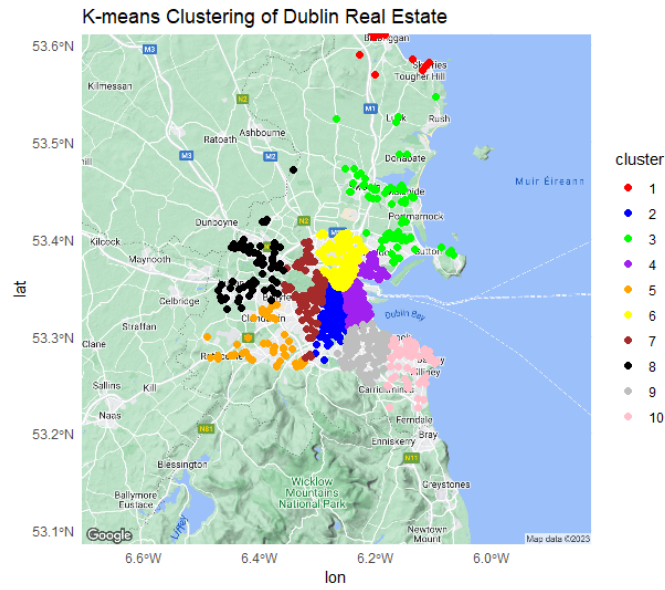 K-means Clustering of Dublin Real Estate
53.6°N
53.5°N
53.4°N
53.3°N
53.2°N
53.1°N
lat
6.6°W
6.4°W
6.2°W
6.0°W
lon
M3
Kilmessan
N2
Tougher Hill
M1
Ashbourne
Ratoath
Rush
M3
M2
Donabate
Muir Éireann
Portmarnock
Dunboyne
N2
Kilcock
Maynooth
Sutton
Celbridge
Straffan
Dublin Bay
Clane
Sallins
Kill
Naas
Carrickmines
Killiney
Ferndale
Bray
Enniskerry
N81
N11
Blessington
Greystones
Ballymore
Eustace
Liffey
Wicklow
Mountains
National Park
Newtown
Mount
Google
Map data ©2023
cluster
1
2
3
4
5
6
7
8
9
10